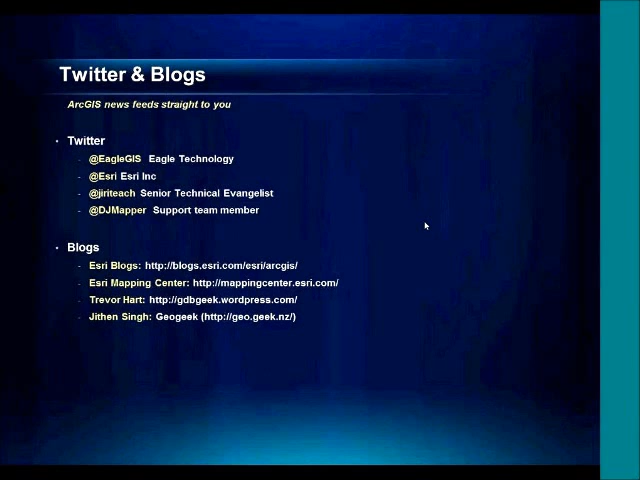 Twitter & Blogs
ArcGIS news feeds straight to you
• Twitter
- @EagleGIS Eagle Technology
- @Esri Esri Inc
- @jiriteach Senior Technical Evangelist
- @DJMapper Support team member
• Blogs
- Esri Blogs: http://blogs.esri.com/esri/arcgis/
- Esri Mapping Center: http://mappingcenter.esri.com/
- Trevor Hart: http://gdbgeek.wordpress.com/
- Jithen Singh: Geogeek (http://geo.geek.nz/)